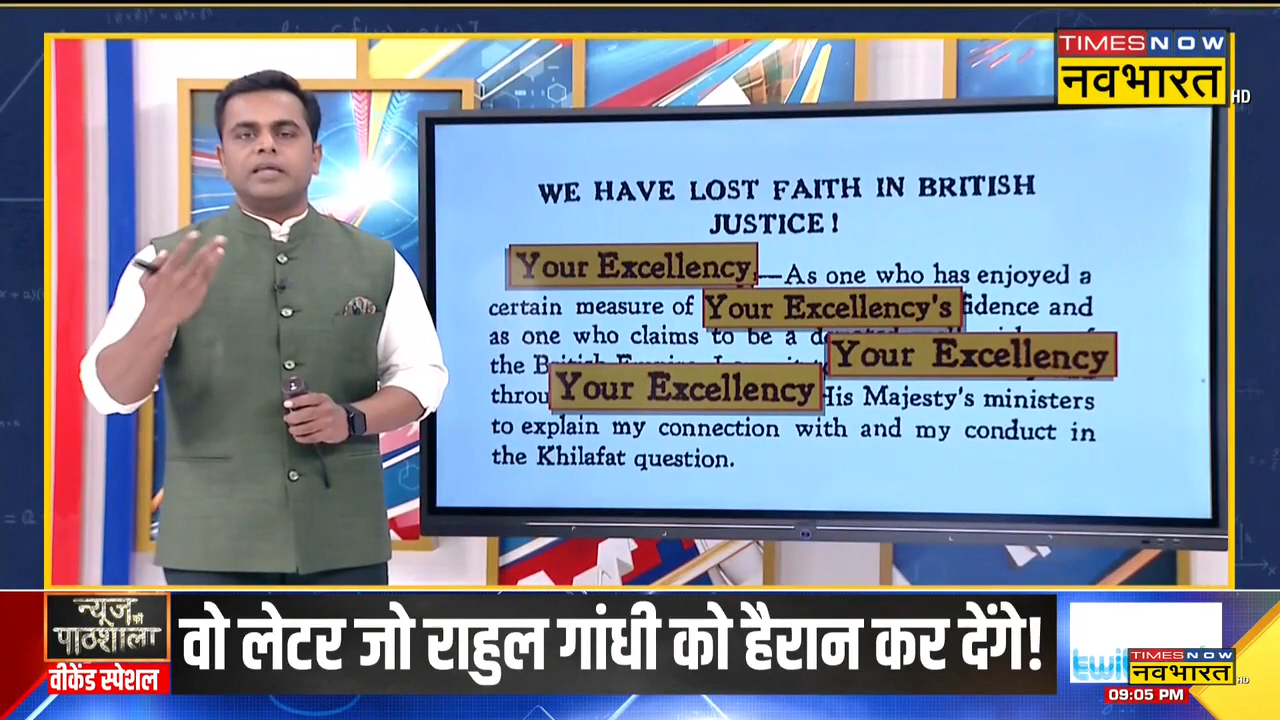 TIMES NOW
नवभारत
HD
WE HAVE LOST FAITH IN BRITISH
JUSTICE!
Your Excellency,—As one who has enjoyed a
certain measure of Your Excellency's fidence and
as one who claims to be a
the British Empire Your Excellency
throu Your Excellency His Majesty's ministers
to explain my connection with and my conduct in
the Khilafat question.
न्यूज़ की
पाठशाला
वीकेंड स्पेशल
वो लेटर जो राहुल गांधी को हैरान कर देंगे!
TIMES NOW
नवभारत
HD
09:05 PM